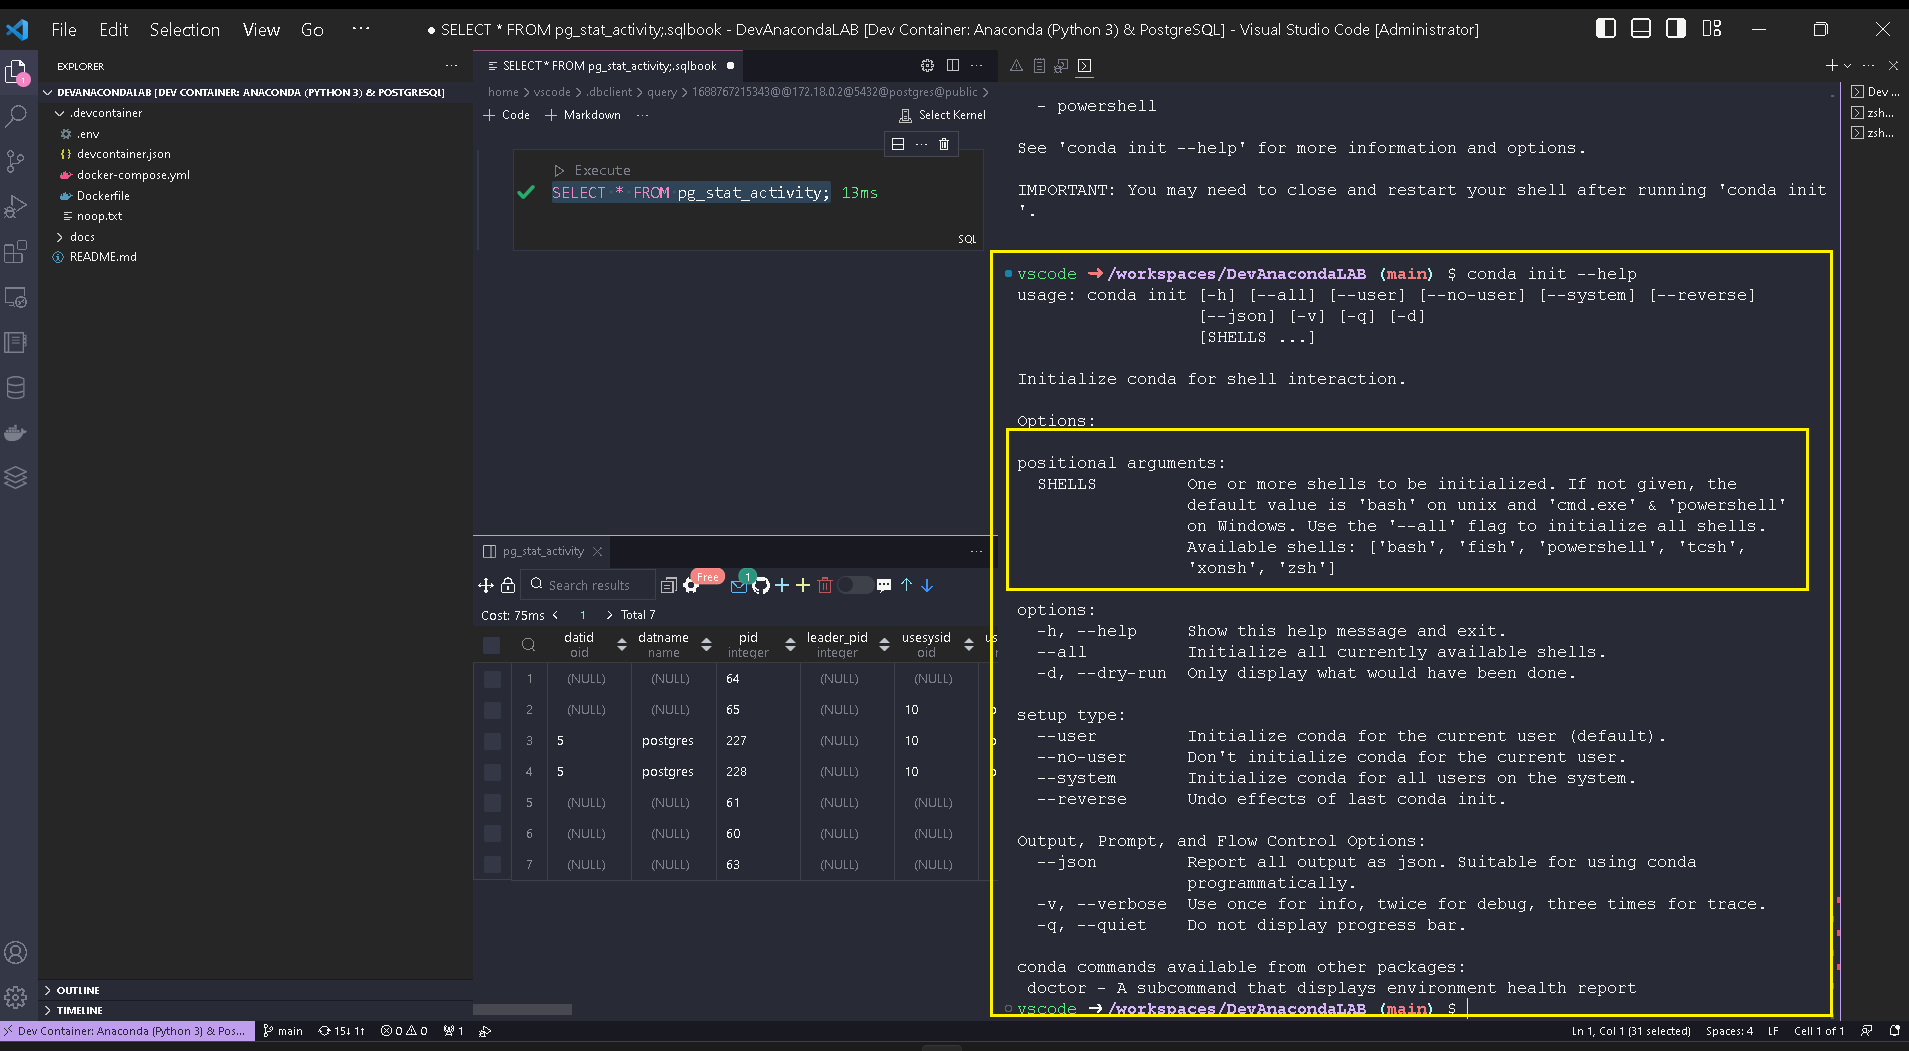 File Edit Selection View Go ···
● SELECT * FROM pg_stat_activity;.sqlbook - DevAnacondaLAB [Dev Container: Anaconda (Python 3) & PostgreSQL] - Visual Studio Code [Administrator]
1
EXPLORER
DEVANACONDALAB [DEV CONTAINER: ANACONDA (PYTHON 3) & POSTGRESQL]
.devcontainer
.env
devcontainer.json
docker-compose.yml
Dockerfile
noop.txt
docs
README.md
OUTLINE
TIMELINE
SELECT * FROM pg_stat_activity;.sqlbook ●
home > vscode > .dbclient > query > 1688767215343@@172.18.0.2@5432@postgres@public >
+ Code + Markdown ··· Select Kernel
Execute
SELECT * FROM pg_stat_activity; 13ms
SQL
pg_stat_activity
Search results Free 1
Cost: 75ms < 1 > Total 7
datid datname pid leader_pid usesysid us
oid name integer integer oid
1 (NULL) (NULL) 64 (NULL) (NULL)
2 (NULL) (NULL) 65 (NULL) 10
3 5 postgres 227 (NULL) 10
4 5 postgres 228 (NULL) 10
5 (NULL) (NULL) 61 (NULL) (NULL)
6 (NULL) (NULL) 60 (NULL) (NULL)
7 (NULL) (NULL) 63 (NULL) (NULL)
Dev ...
zsh...
zsh...
- powershell
See 'conda init --help' for more information and options.
IMPORTANT: You may need to close and restart your shell after running 'conda init
'.
vscode ➜ /workspaces/DevAnacondaLAB (main) $ conda init --help
usage: conda init [-h] [--all] [--user] [--no-user] [--system] [--reverse]
[--json] [-v] [-q] [-d]
[SHELLS ...]
Initialize conda for shell interaction.
Options:
positional arguments:
SHELLS One or more shells to be initialized. If not given, the
default value is 'bash' on unix and 'cmd.exe' & 'powershell'
on Windows. Use the '--all' flag to initialize all shells.
Available shells: ['bash', 'fish', 'powershell', 'tcsh',
'xonsh', 'zsh']
options:
-h, --help Show this help message and exit.
--all Initialize all currently available shells.
-d, --dry-run Only display what would have been done.
setup type:
--user Initialize conda for the current user (default).
--no-user Don't initialize conda for the current user.
--system Initialize conda for all users on the system.
--reverse Undo effects of last conda init.
Output, Prompt, and Flow Control Options:
--json Report all output as json. Suitable for using conda
programmatically.
-v, --verbose Use once for info, twice for debug, three times for trace.
-q, --quiet Do not display progress bar.
conda commands available from other packages:
doctor - A subcommand that displays environment health report
vscode ➜ /workspaces/DevAnacondaLAB (main) $
Dev Container: Anaconda (Python 3) & Pos... main 15↓ 1↑ 0 0 1
Ln 1, Col 1 (31 selected) Spaces: 4 LF Cell 1 of 1